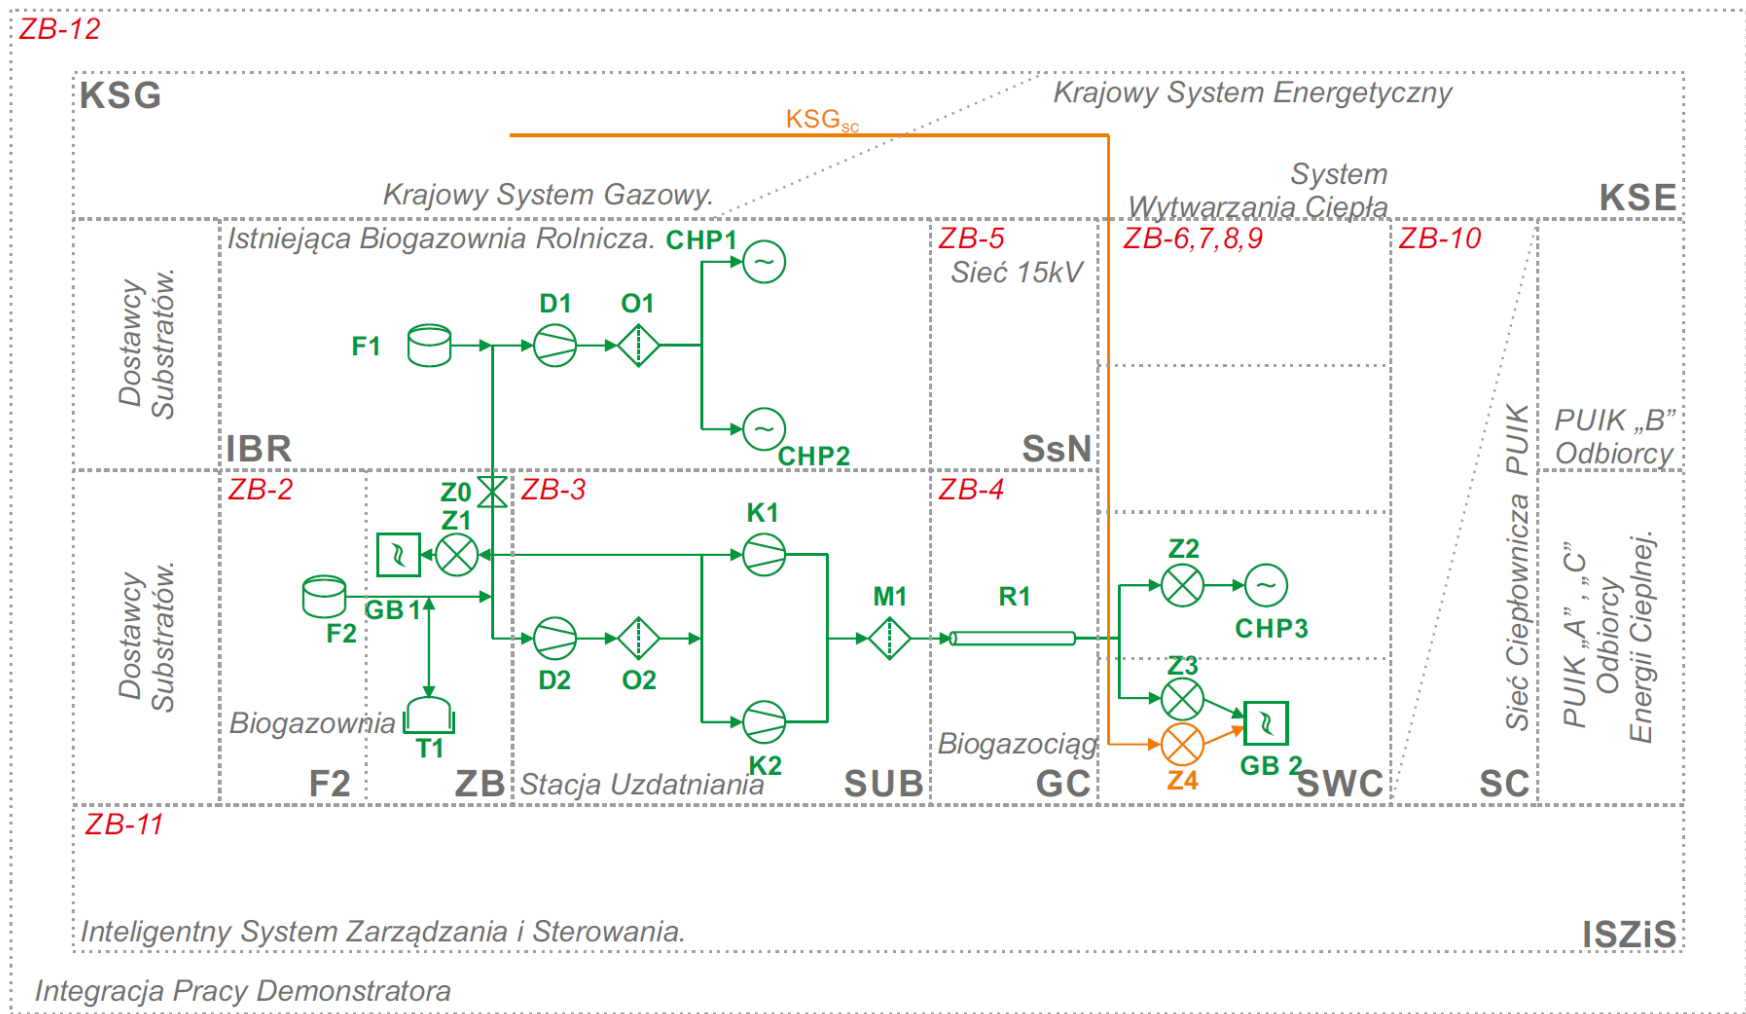 ZB-12
KSG
Krajowy System Energetyczny
KSGsc
Krajowy System Gazowy.
System
Wytwarzania Ciepła
KSE
Dostawcy
Substratów.
Istniejąca Biogazownia Rolnicza.
CHP1
ZB-5
Sieć 15kV
ZB-6,7,8,9
ZB-10
D1
O1
F1
CHP2
IBR
SsN
PUIK „B”
Odbiorcy
Dostawcy
Substratów.
ZB-2
Z0
Z1
ZB-3
K1
ZB-4
Z2
GB1
F2
D2
O2
M1
R1
CHP3
Z3
Sieć Ciepłownicza PUIK
PUIK „A” , „C”
Odbiorcy
Energii Cieplnej.
Biogazownia
T1
K2
Biogazociąg
GB 2
Z4
F2
ZB
Stacja Uzdatniania
SUB
GC
SWC
SC
ZB-11
Inteligentny System Zarządzania i Sterowania.
ISZiS
Integracja Pracy Demonstratora